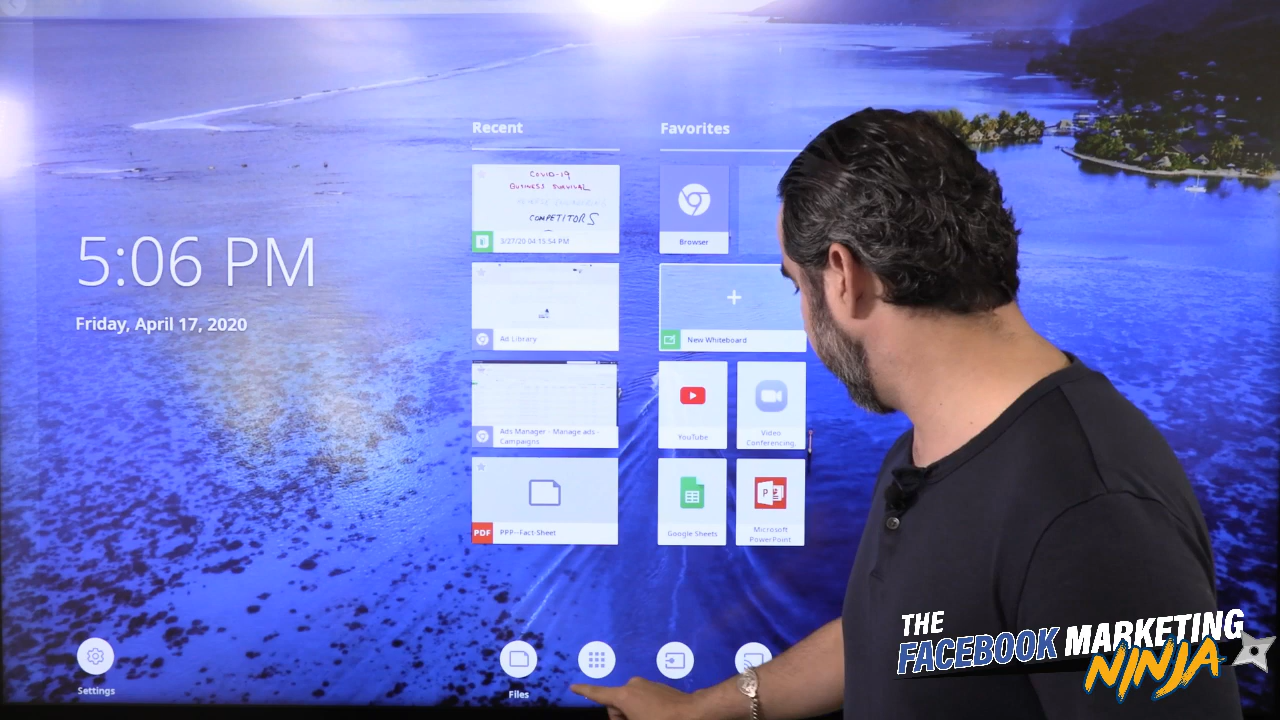 Recent
Favorites
COVID-19
BUSINESS SURVIVAL
COMPETITORS
3/27/20 04:15:54 PM
Browser
5:06 PM
Friday, April 17, 2020
Ad Library
New Whiteboard
Ads Manager - Manage ads -
Campaigns
YouTube
Video
Conferencing,
PDF
PPP--Fact-Sheet
Google Sheets
Microsoft
PowerPoint
Settings
Files
THE
FACEBOOK MARKETING
NINJA